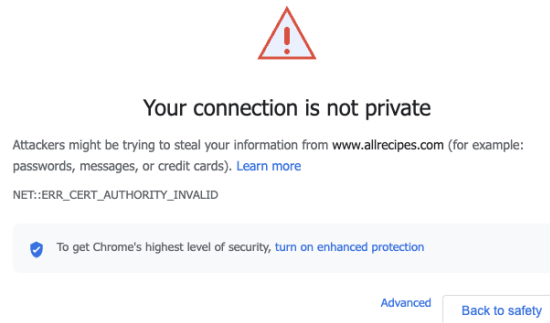 Your connection is not private
Attackers might be trying to steal your information from www.allrecipes.com (for example:
passwords, messages, or credit cards). Learn more
NET::ERR_CERT_AUTHORITY_INVALID
To get Chrome's highest level of security, turn on enhanced protection
Advanced
Back to safety